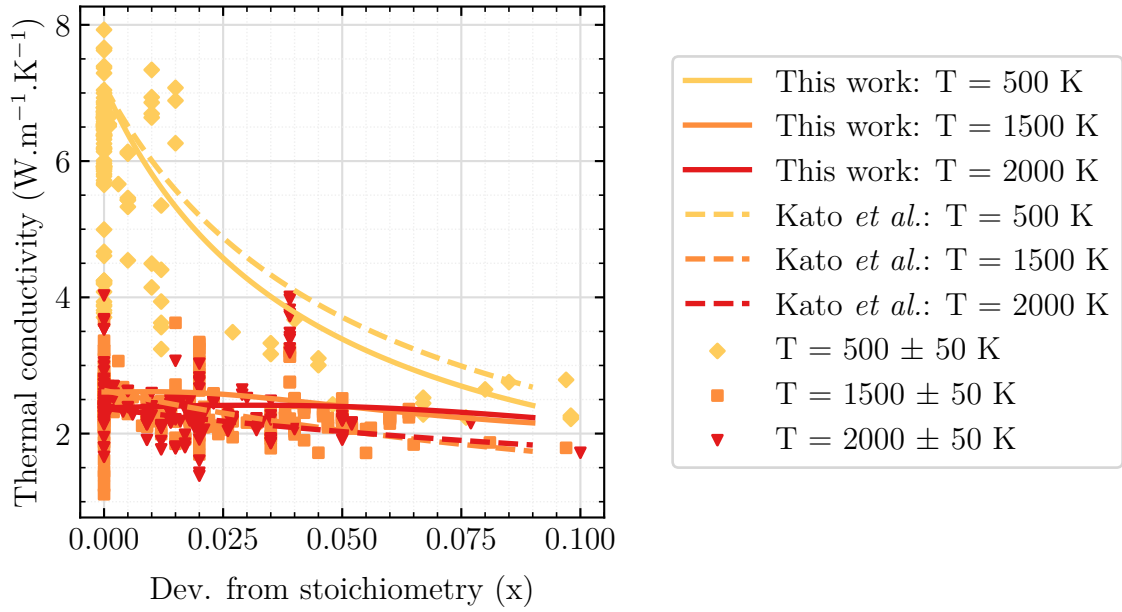 Thermal conductivity (W.m⁻¹.K⁻¹)
8
6
4
2
0.000 0.025 0.050 0.075 0.100
Dev. from stoichiometry (x)
This work: T = 500 K
This work: T = 1500 K
This work: T = 2000 K
Kato et al.: T = 500 K
Kato et al.: T = 1500 K
Kato et al.: T = 2000 K
T = 500 ± 50 K
T = 1500 ± 50 K
T = 2000 ± 50 K